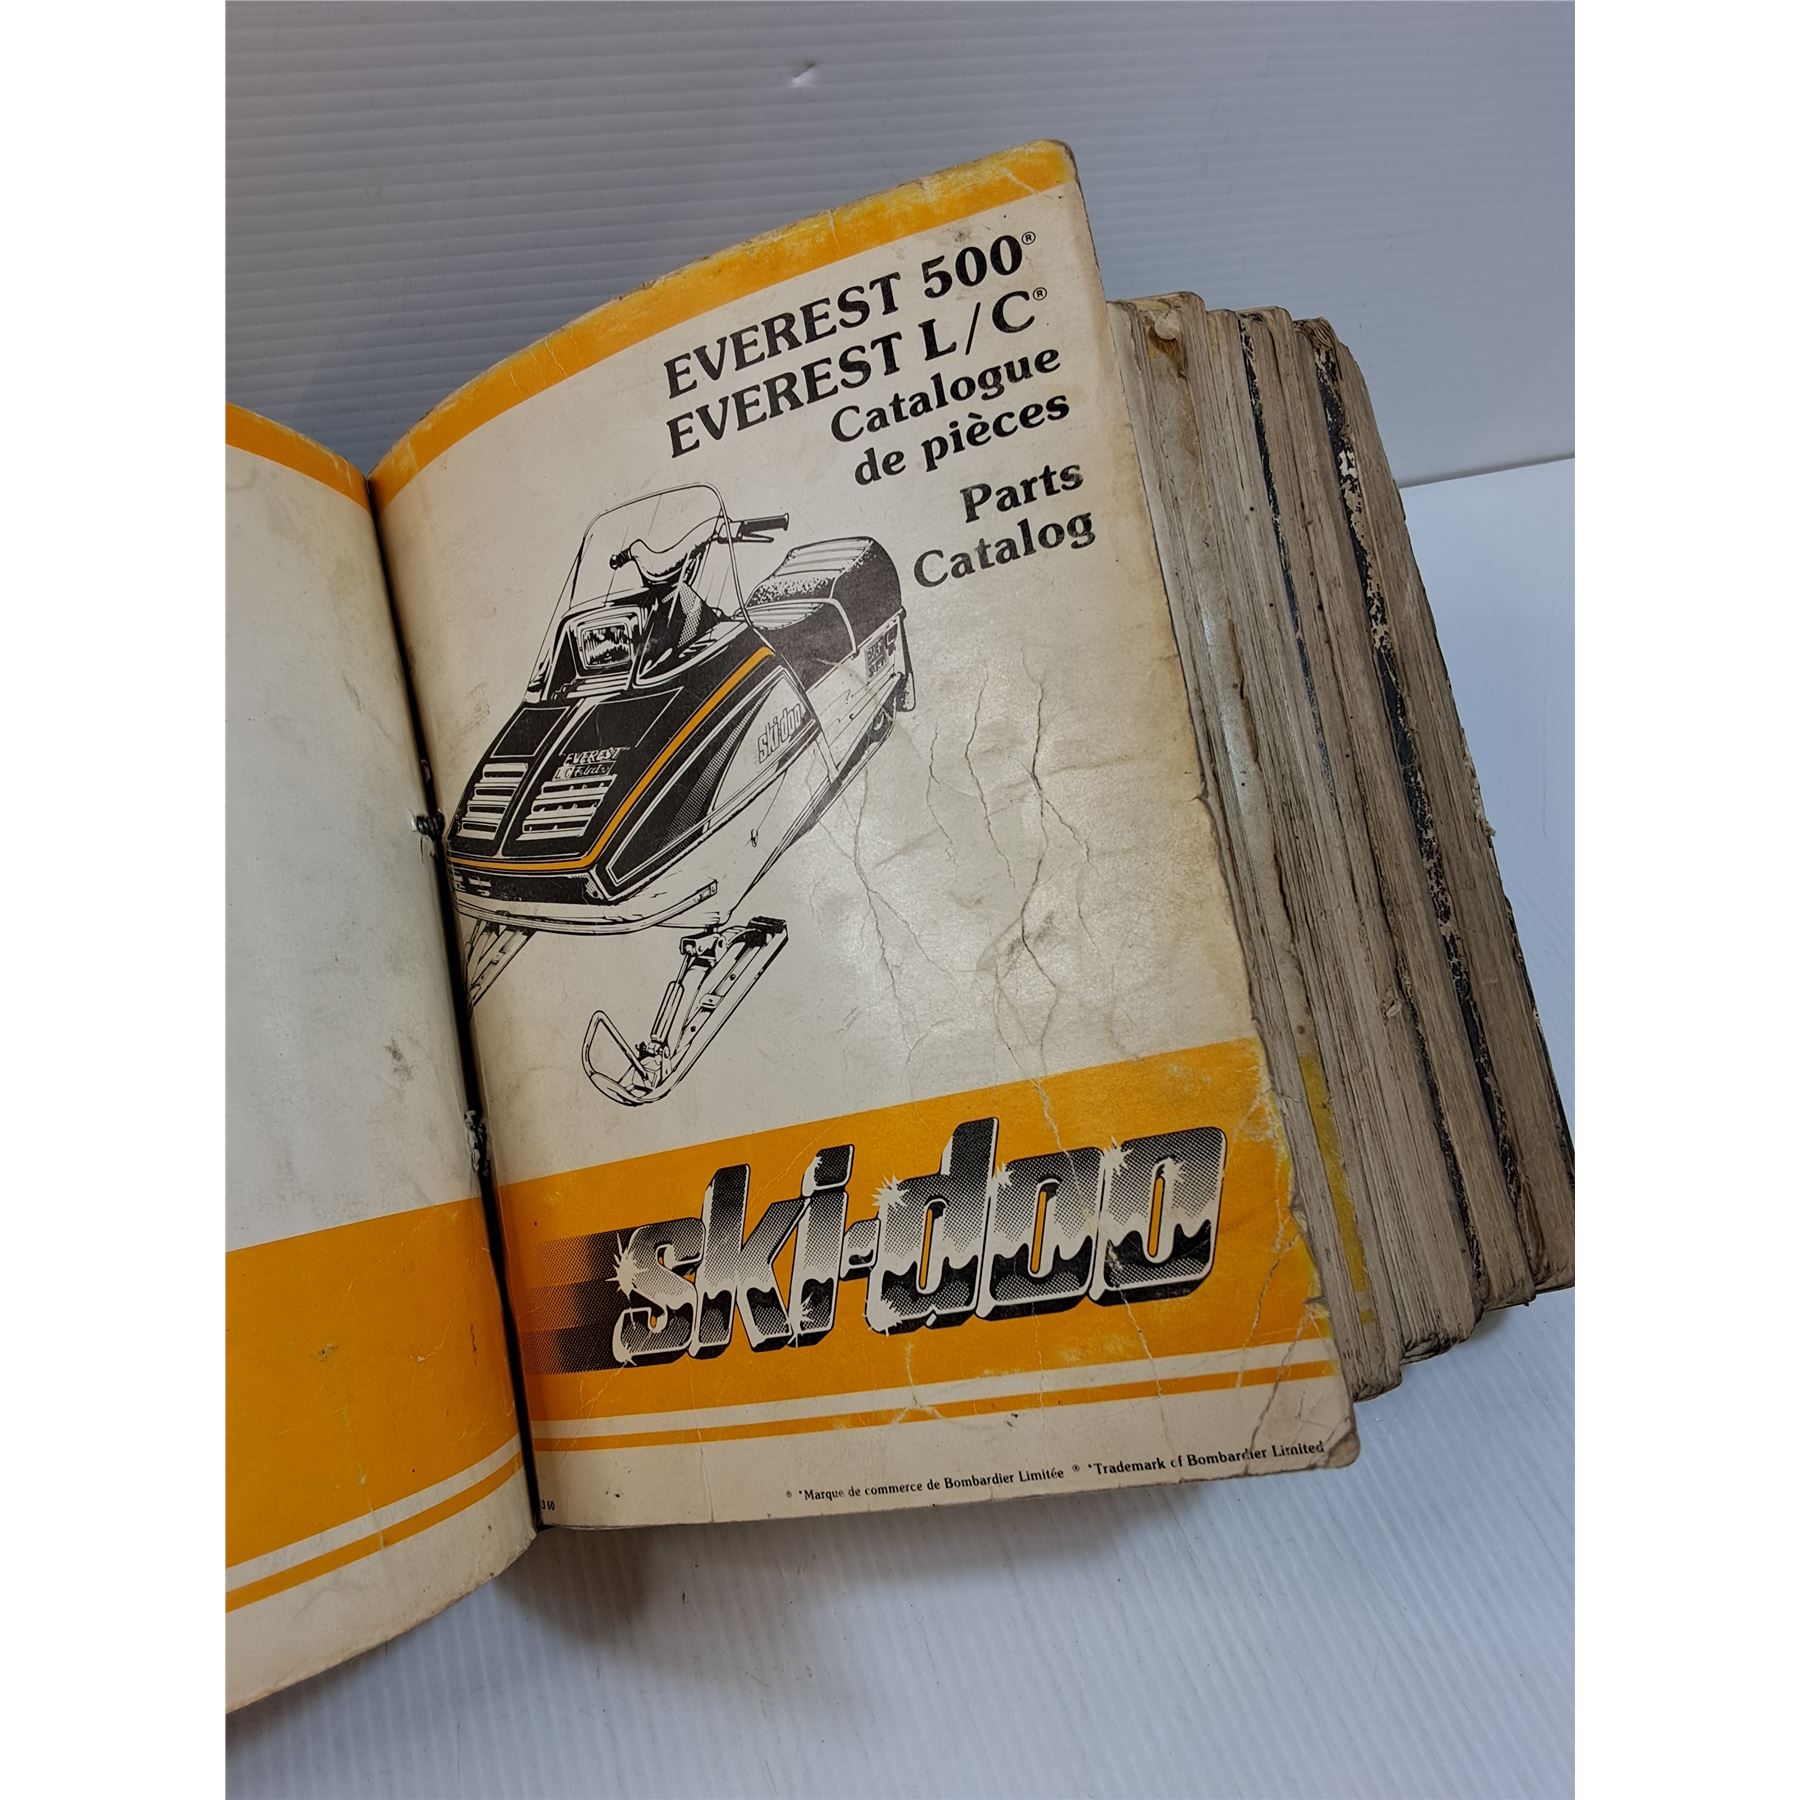 EVEREST 500®
EVEREST L/C®
Catalogue
de pièces
Parts
Catalog
ski-doo
EVEREST
ski-doo
® *Marque de commerce de Bombardier Limitée ® *Trademark of Bombardier Limited